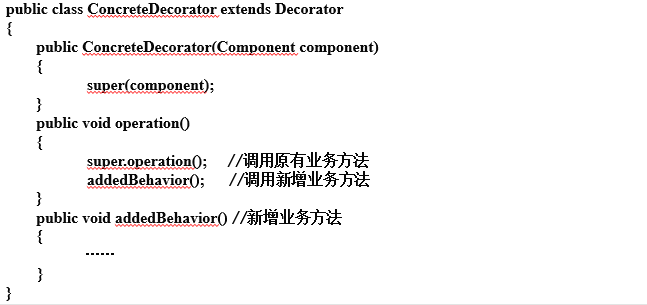 public class ConcreteDecorator extends Decorator
{
public ConcreteDecorator(Component component)
{
super(component);
}
public void operation()
{
super.operation(); //调用原有业务方法
addedBehavior(); //调用新增业务方法
}
public void addedBehavior() //新增业务方法
{
……
}
}